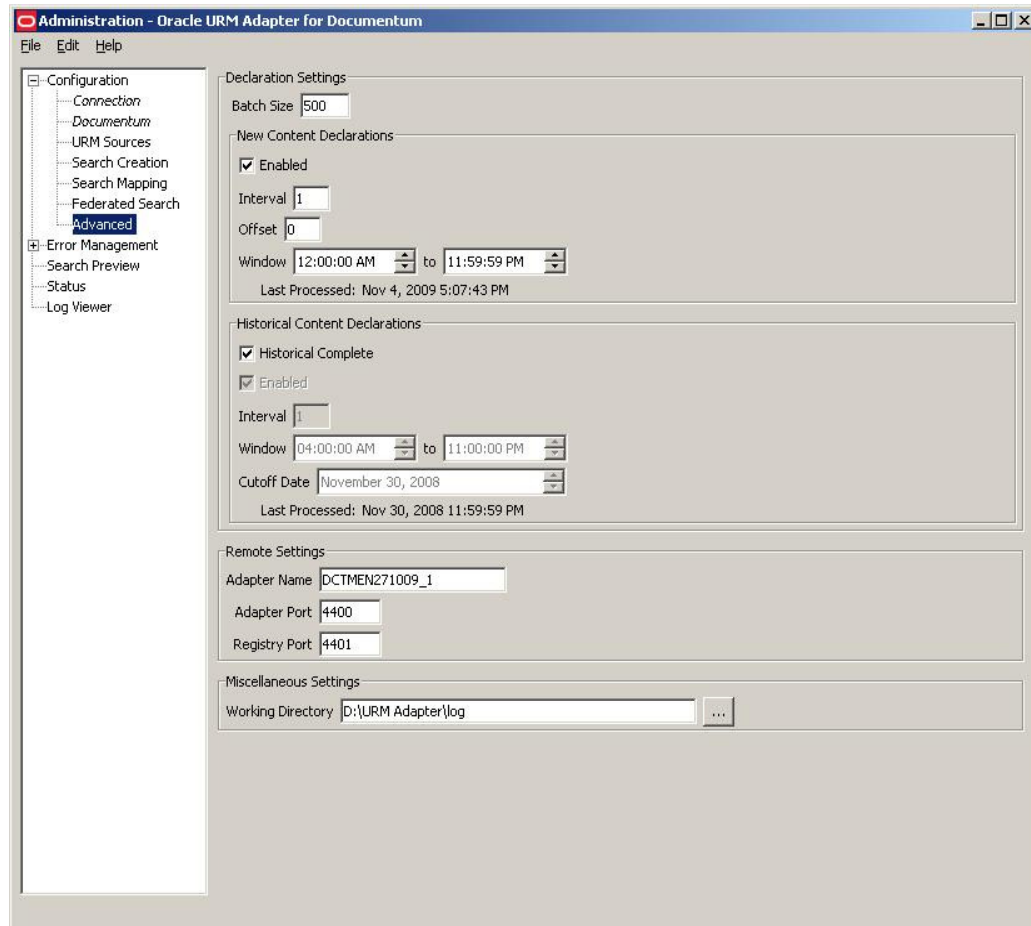 Administration - Oracle URM Adapter for Documentum
File Edit Help
Configuration
Connection
Documentum
URM Sources
Search Creation
Search Mapping
Federated Search
Advanced
Error Management
Search Preview
Status
Log Viewer
Declaration Settings
Batch Size 500
New Content Declarations
Enabled
Interval 1
Offset 0
Window 12:00:00 AM to 11:59:59 PM
Last Processed: Nov 4, 2009 5:07:43 PM
Historical Content Declarations
Historical Complete
Enabled
Interval 1
Window 04:00:00 AM to 11:00:00 PM
Cutoff Date November 30, 2008
Last Processed: Nov 30, 2008 11:59:59 PM
Remote Settings
Adapter Name DCTMEN271009_1
Adapter Port 4400
Registry Port 4401
Miscellaneous Settings
Working Directory D:\URM Adapter\log ...